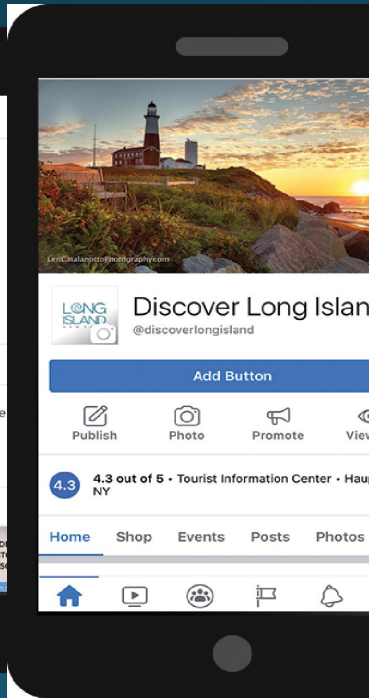 LenCatalanottoPhotography.com
LONG
ISLAND
Discover Long Islan
@discoverlongisland
Add Button
Publish
Photo
Promote
View
4.3
4.3 out of 5 • Tourist Information Center • Haup
NY
Home
Shop
Events
Posts
Photos